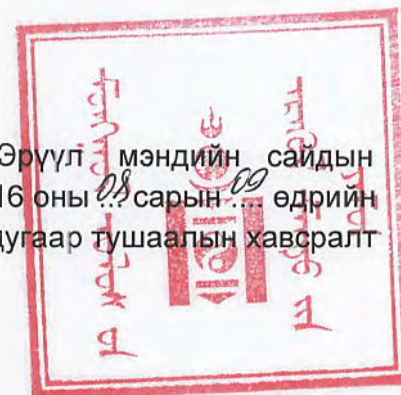 Эрүүл мэндийн сайдын
16 оны 08 сарын 09 өдрийн
дугаар тушаалын хавсралт